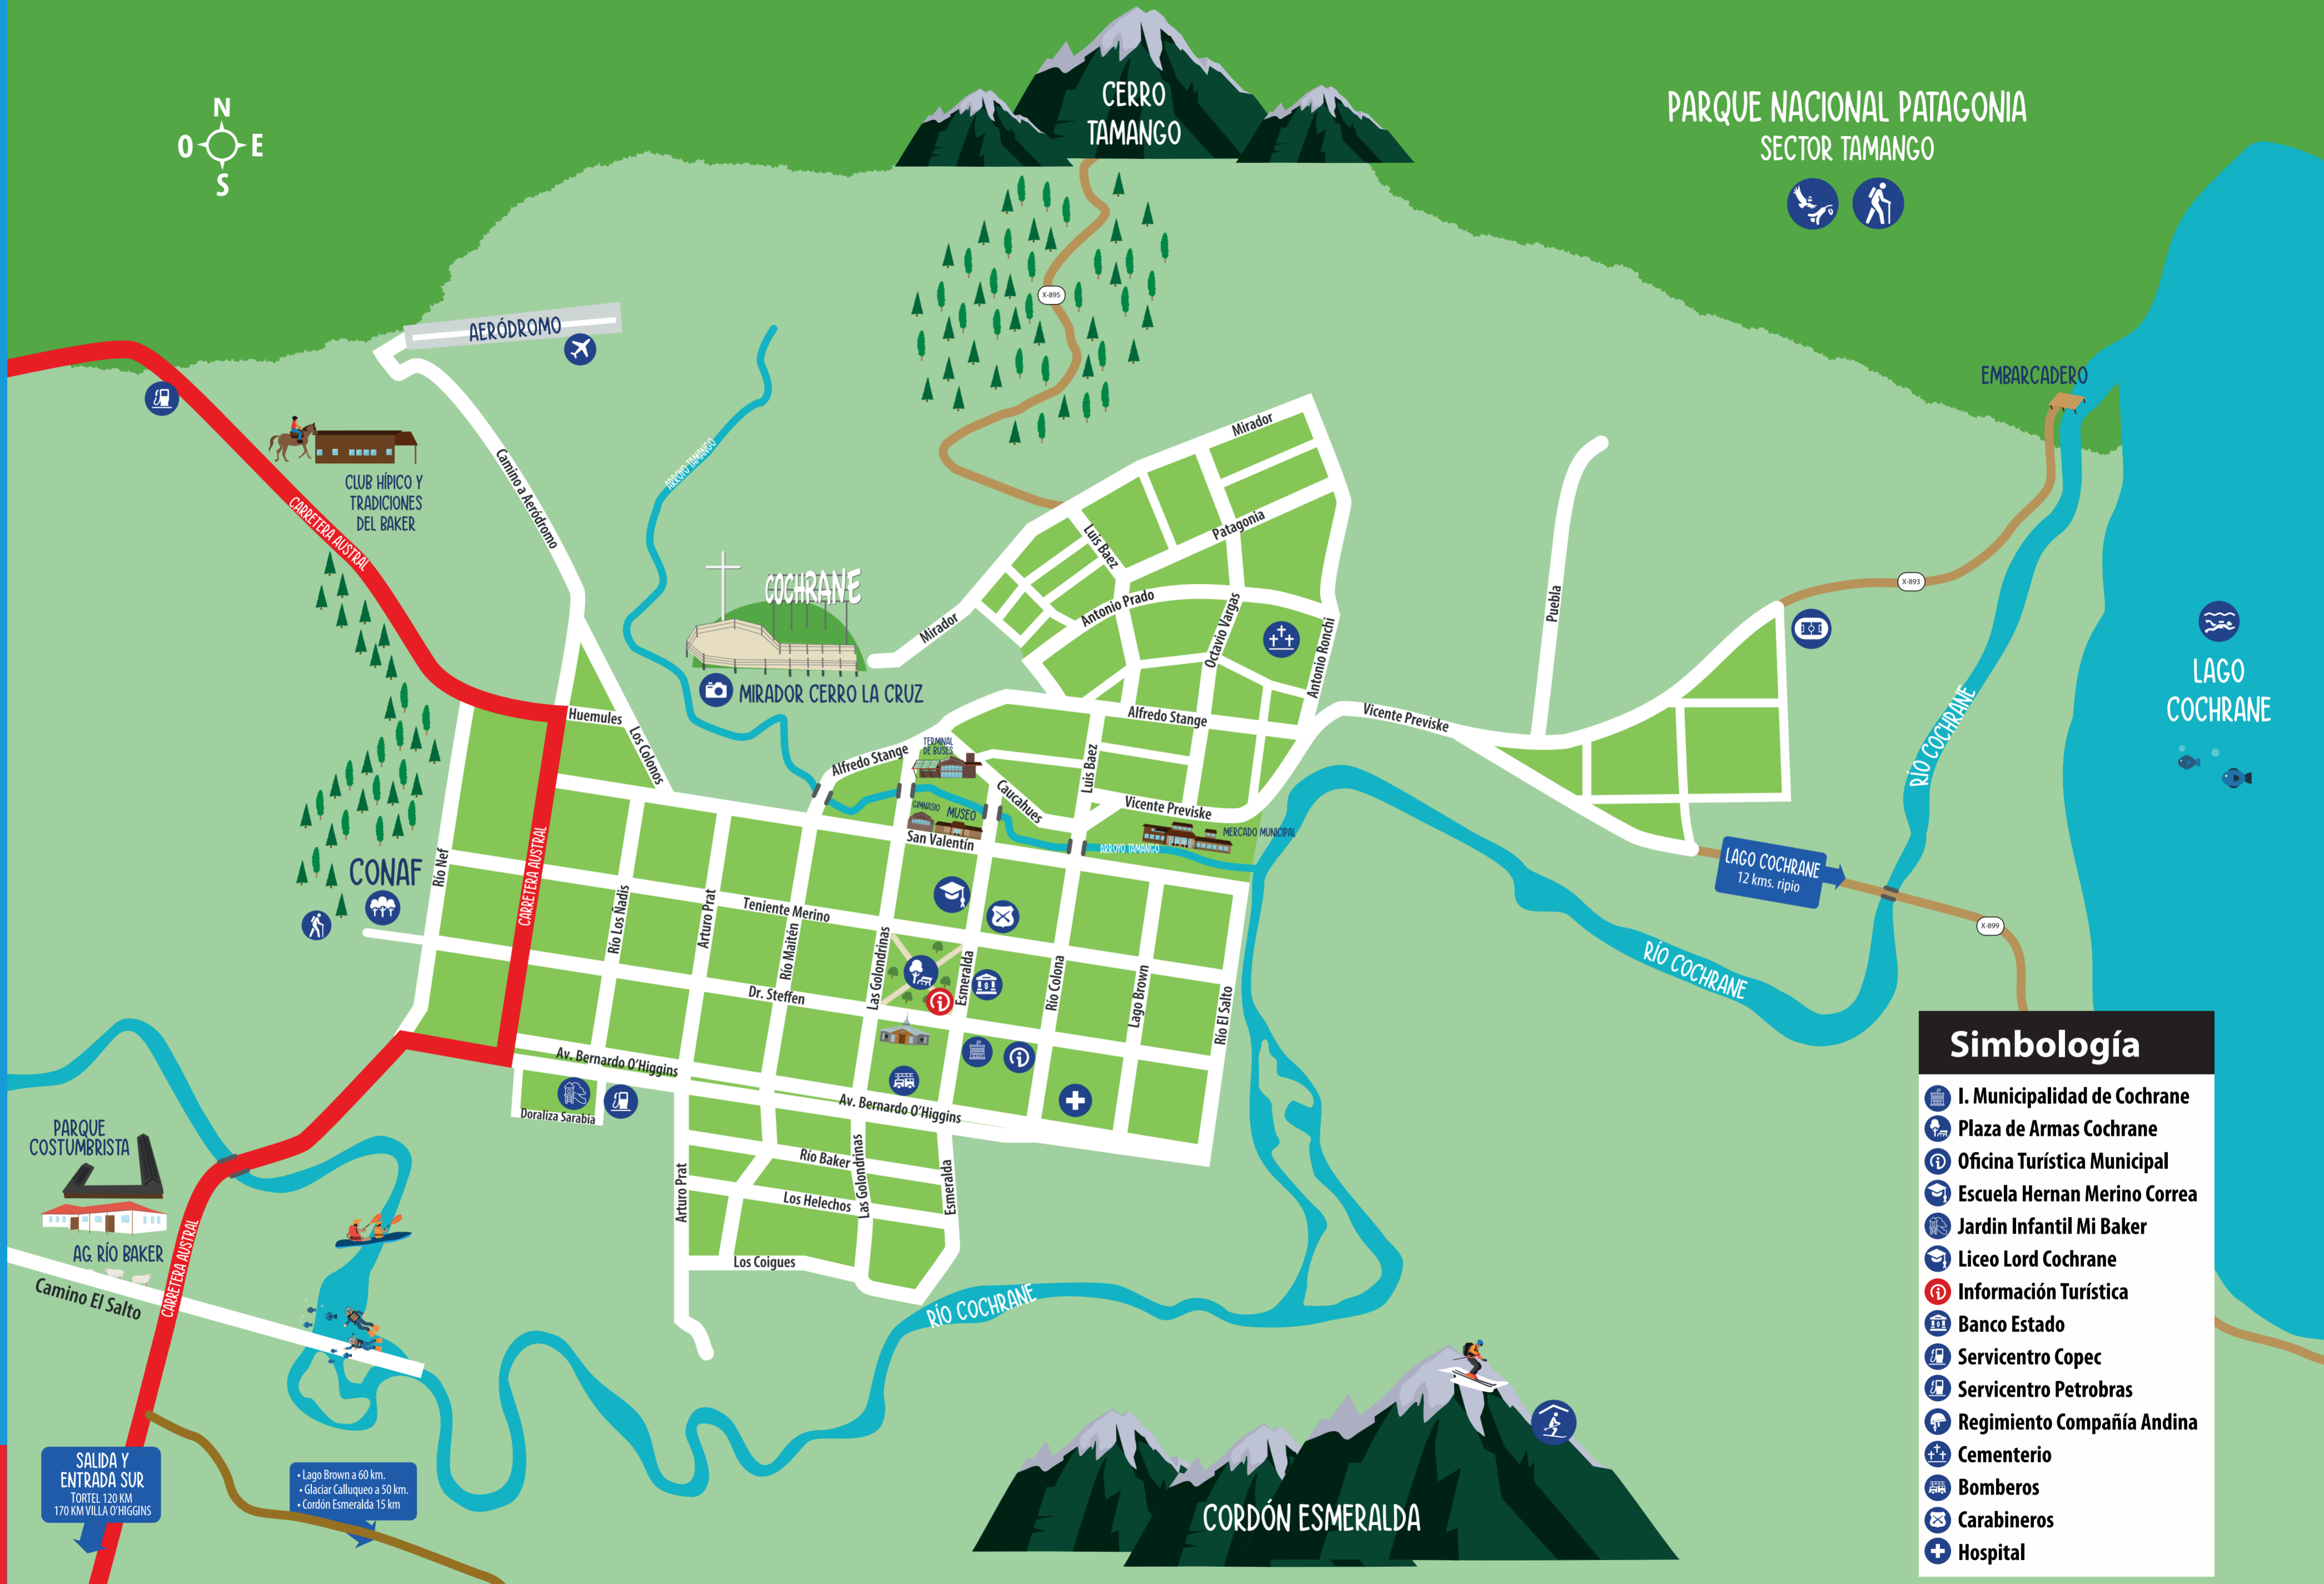 N
O
E
S
CERRO
TAMANGO
PARQUE NACIONAL PATAGONIA
SECTOR TAMANGO
X-895
AERÓDROMO
EMBARCADERO
CLUB HÍPICO Y
TRADICIONES
DEL BAKER
CARRETERA AUSTRAL
Camino a Aeródromo
ARROYO TAMANGO
COCHRANE
MIRADOR CERRO LA CRUZ
Mirador
Mirador
Luis Baez
Patagonia
Antonio Prado
Octavio Vargas
Antonio Ronchi
Puebla
X-893
LAGO
COCHRANE
RÍO COCHRANE
Huemules
Los Colonos
Alfredo Stange
Alfredo Stange
Vicente Previske
TERMINAL
DE BUSES
Caucahues
Luis Baez
Vicente Previske
GIMNASIO
MUSEO
San Valentín
MERCADO MUNICIPAL
ARROYO TAMANGO
LAGO COCHRANE
12 kms. ripio
X-899
RÍO COCHRANE
CONAF
Río Nef
CARRETERA AUSTRAL
Río Los Nadis
Arturo Prat
Teniente Merino
Río Maitén
Las Golondrinas
Esmeralda
Río Colona
Lago Brown
Río El Salto
Dr. Steffen
Av. Bernardo O'Higgins
Av. Bernardo O'Higgins
Doraliza Sarabia
Río Baker
Los Helechos
Las Golondrinas
Esmeralda
Arturo Prat
Los Coigues
RÍO COCHRANE
PARQUE
COSTUMBRISTA
AG. RÍO BAKER
CARRETERA AUSTRAL
Camino El Salto
SALIDA Y
ENTRADA SUR
TORTEL 120 KM
170 KM VILLA O'HIGGINS
• Lago Brown a 60 km.
• Glaciar Calluqueo a 50 km.
• Cordón Esmeralda 15 km
CORDÓN ESMERALDA
Simbología
I. Municipalidad de Cochrane
Plaza de Armas Cochrane
Oficina Turística Municipal
Escuela Hernan Merino Correa
Jardin Infantil Mi Baker
Liceo Lord Cochrane
Información Turística
Banco Estado
Servicentro Copec
Servicentro Petrobras
Regimiento Compañía Andina
Cementerio
Bomberos
Carabineros
Hospital